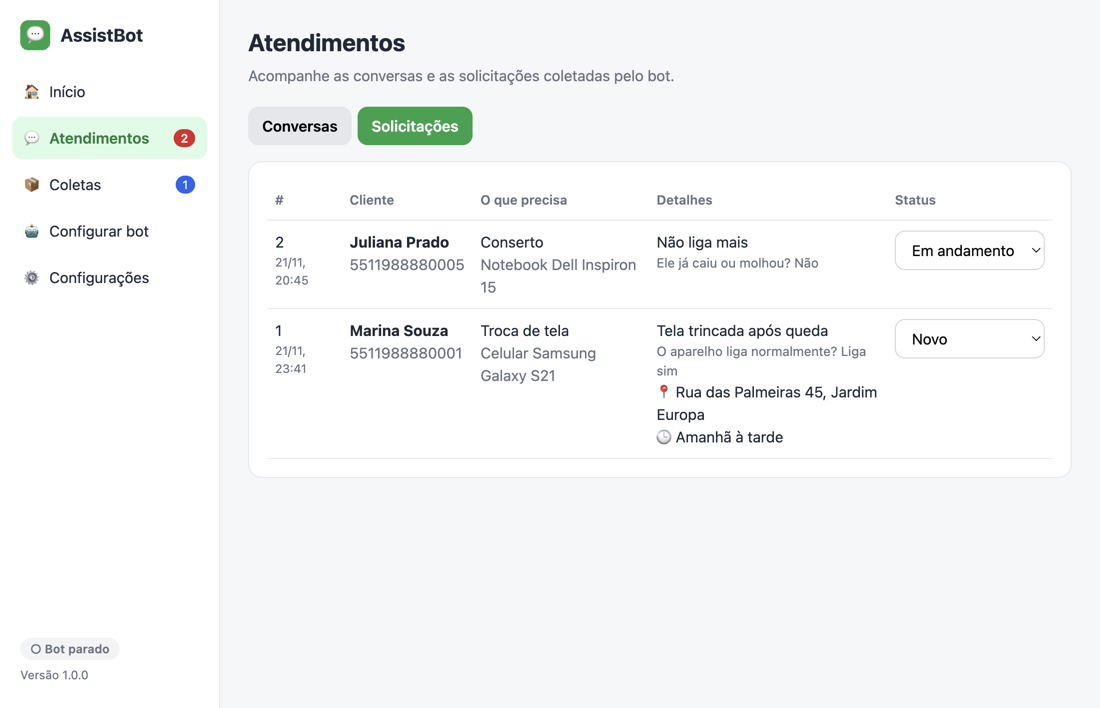 AssistBot
Início
Atendimentos 2
Coletas 1
Configurar bot
Configurações
Bot parado
Versão 1.0.0
Atendimentos
Acompanhe as conversas e as solicitações coletadas pelo bot.
Conversas Solicitações
# Cliente O que precisa Detalhes Status
2
21/11,
20:45
Juliana Prado
5511988880005
Conserto
Notebook Dell Inspiron
15
Não liga mais
Ele já caiu ou molhou? Não
Em andamento
1
21/11,
23:41
Marina Souza
5511988880001
Troca de tela
Celular Samsung
Galaxy S21
Tela trincada após queda
O aparelho liga normalmente? Liga
sim
📍 Rua das Palmeiras 45, Jardim
Europa
🕒 Amanhã à tarde
Novo